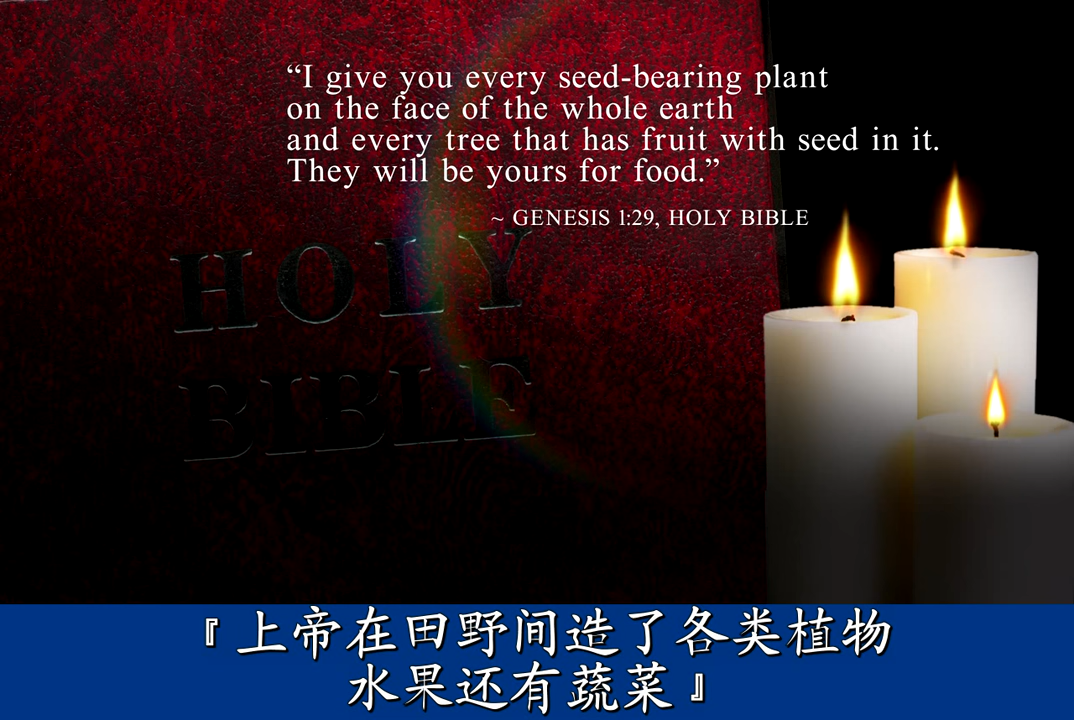 “I give you every seed-bearing plant
on the face of the whole earth
and every tree that has fruit with seed in it.
They will be yours for food.”
~ GENESIS 1:29, HOLY BIBLE
HOLY
BIBLE
『上帝在田野间造了各类植物
水果还有蔬菜』